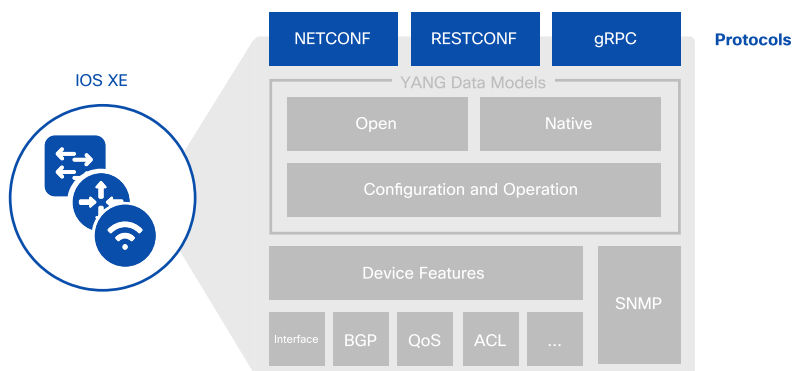 NETCONF
RESTCONF
gRPC
Protocols
IOS XE
YANG Data Models
Open
Native
Configuration and Operation
Device Features
SNMP
Interface
BGP
QoS
ACL
...